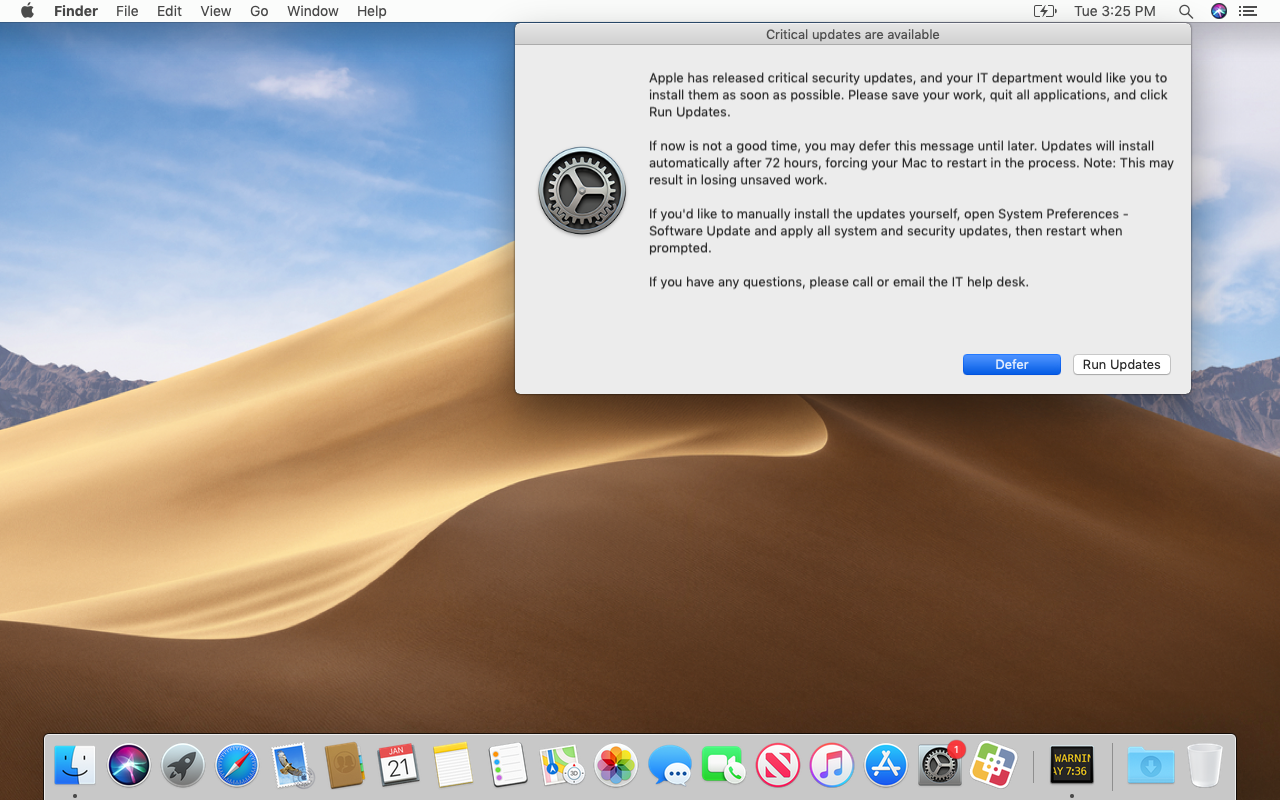 Finder File Edit View Go Window Help Tue 3:25 PM
Critical updates are available
Apple has released critical security updates, and your IT department would like you to
install them as soon as possible. Please save your work, quit all applications, and click
Run Updates.
If now is not a good time, you may defer this message until later. Updates will install
automatically after 72 hours, forcing your Mac to restart in the process. Note: This may
result in losing unsaved work.
If you'd like to manually install the updates yourself, open System Preferences -
Software Update and apply all system and security updates, then restart when
prompted.
If you have any questions, please call or email the IT help desk.
Defer Run Updates
JAN
21
3D
1
WARNIN
AY 7:36